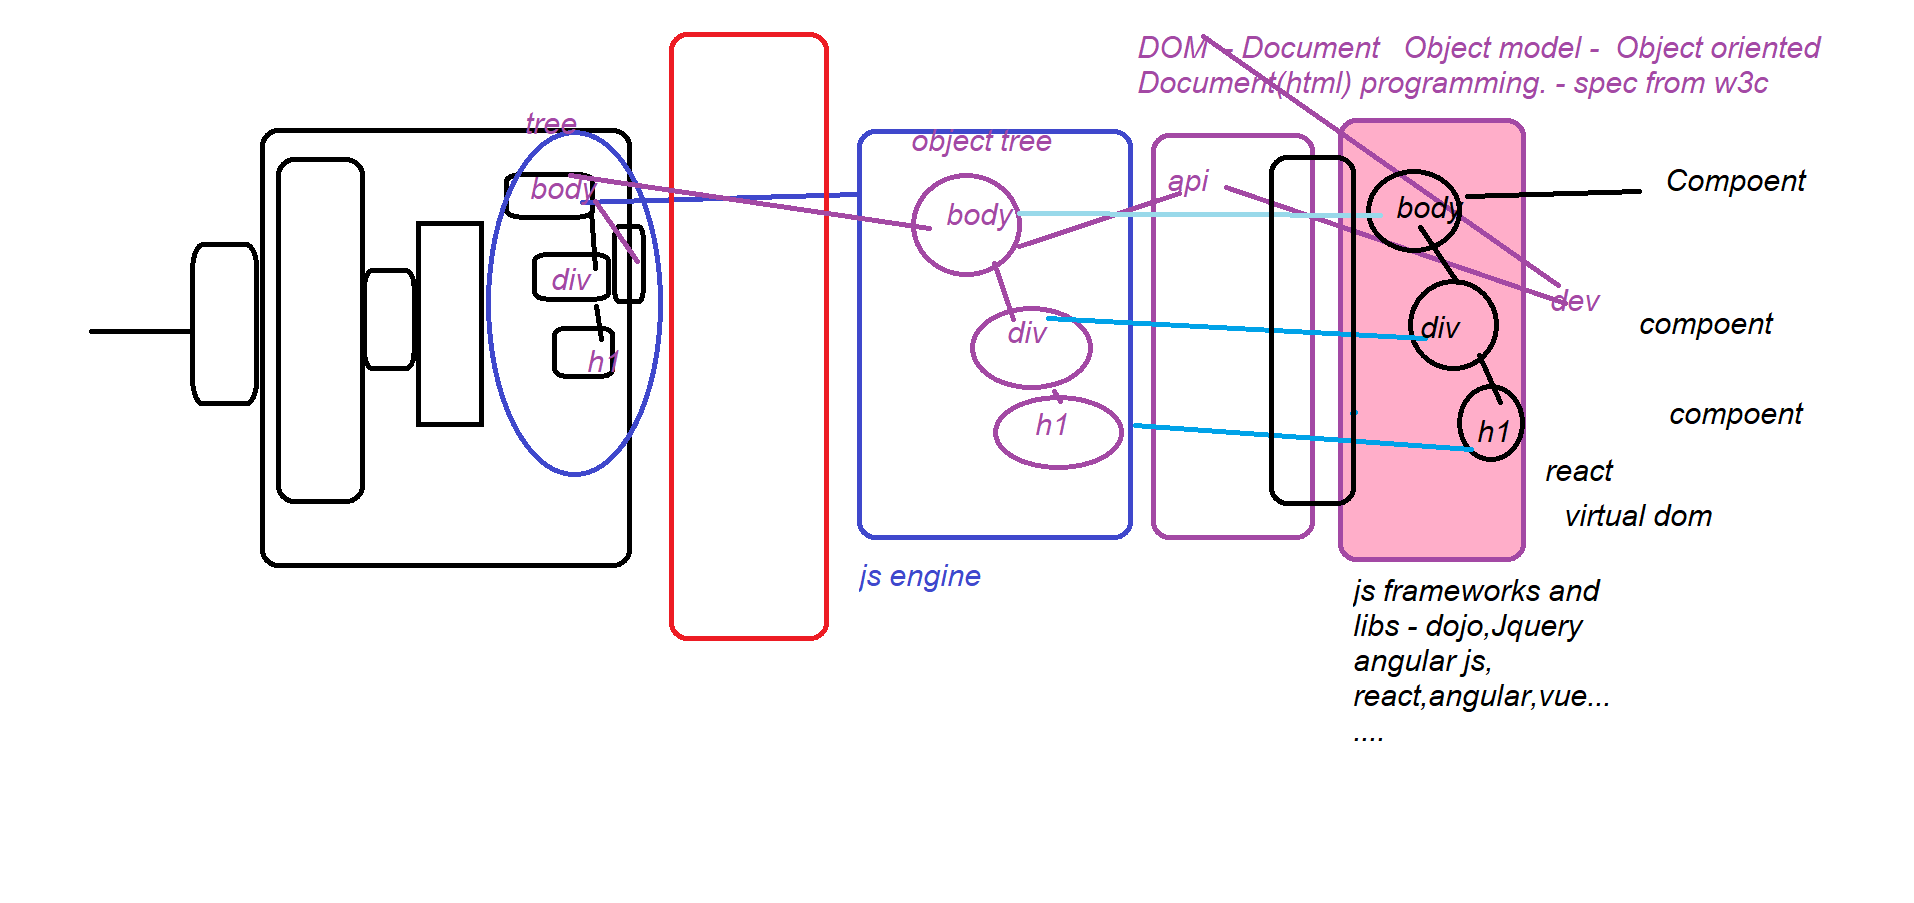 DOM - Document Object model - Object oriented
Document(html) programming. - spec from w3c
tree
body
div
h1
object tree
body
div
h1
js engine
api
body
div
h1
dev
Compoent
compoent
compoent
react
virtual dom
js frameworks and
libs - dojo,Jquery
angular js,
react,angular,vue...
....